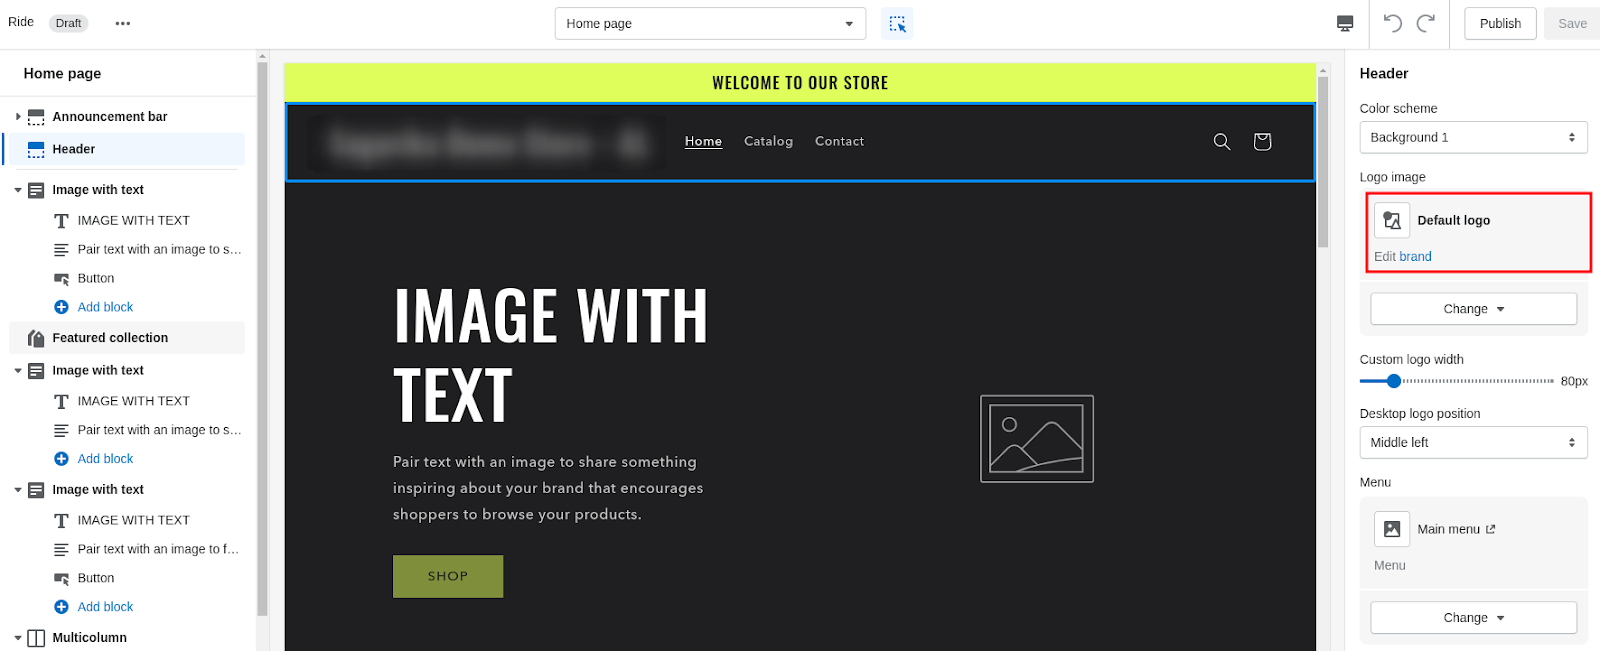 Ride Draft ••• Home page Publish Save
Home page
Announcement bar
Header
Image with text
IMAGE WITH TEXT
Pair text with an image to s...
Button
Add block
Featured collection
Image with text
IMAGE WITH TEXT
Pair text with an image to s...
Add block
Image with text
IMAGE WITH TEXT
Pair text with an image to f...
Button
Add block
Multicolumn
WELCOME TO OUR STORE
Home Catalog Contact
IMAGE WITH
TEXT
Pair text with an image to share something
inspiring about your brand that encourages
shoppers to browse your products.
SHOP
Header
Color scheme
Background 1
Logo image
Default logo
Edit brand
Change
Custom logo width
80px
Desktop logo position
Middle left
Menu
Main menu
Menu
Change